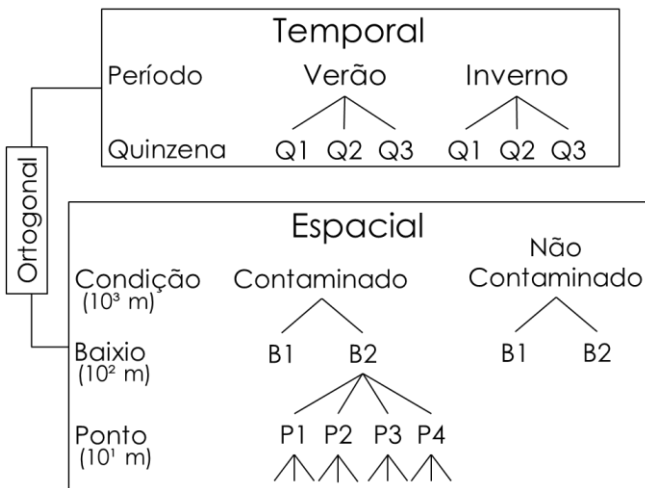 Temporal
Período Verão Inverno
Quinzena Q1 Q2 Q3 Q1 Q2 Q3
Ortogonal
Espacial
Condição Contaminado Não Contaminado
(10³ m)
Baixio B1 B2 B1 B2
(10² m)
Ponto P1 P2 P3 P4
(10¹ m)